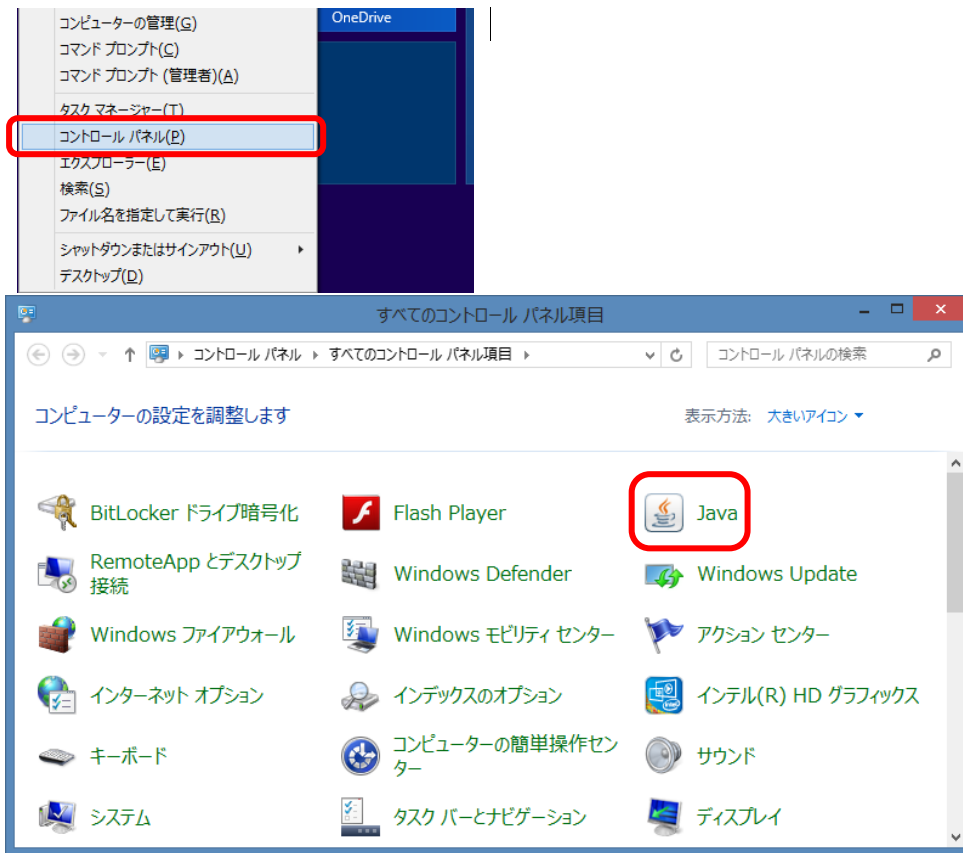 コンピューターの管理(G)
OneDrive
コマンド プロンプト(C)
コマンド プロンプト (管理者)(A)
タスク マネージャー(T)
コントロール パネル(P)
エクスプローラー(E)
検索(S)
ファイル名を指定して実行(R)
シャットダウンまたはサインアウト(U)
デスクトップ(D)
すべてのコントロール パネル項目
コントロール パネル
すべてのコントロール パネル項目
コントロール パネルの検索
コンピューターの設定を調整します
表示方法: 大きいアイコン
BitLocker ドライブ暗号化
Flash Player
Java
RemoteApp とデスクトップ
接続
Windows Defender
Windows Update
Windows ファイアウォール
Windows モビリティ センター
アクション センター
インターネット オプション
インデックスのオプション
インテル(R) HD グラフィックス
キーボード
コンピューターの簡単操作セン
ター
サウンド
システム
タスク バーとナビゲーション
ディスプレイ